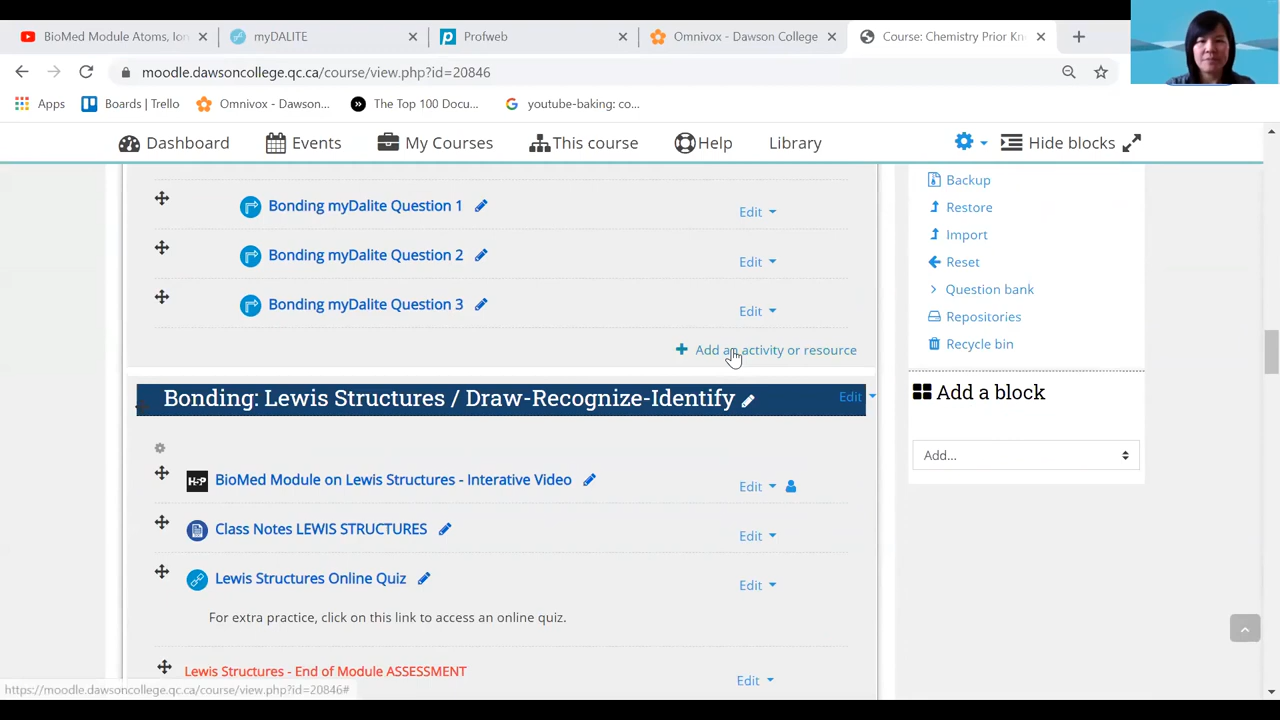 BioMed Module Atoms, Ion
myDALITE
Profweb
Omnivox - Dawson College
Course: Chemistry Prior Kn
moodle.dawsoncollege.qc.ca/course/view.php?id=20846
Apps
Boards | Trello
Omnivox - Dawson...
The Top 100 Docu...
youtube-baking: co...
Dashboard
Events
My Courses
This course
Help
Library
Hide blocks
Bonding myDalite Question 1
Edit
Bonding myDalite Question 2
Edit
Bonding myDalite Question 3
Edit
Add an activity or resource
Bonding: Lewis Structures / Draw-Recognize-Identify
Edit
H5P
BioMed Module on Lewis Structures - Interative Video
Edit
Class Notes LEWIS STRUCTURES
Edit
Lewis Structures Online Quiz
Edit
For extra practice, click on this link to access an online quiz.
Lewis Structures - End of Module ASSESSMENT
Edit
https://moodle.dawsoncollege.qc.ca/course/view.php?id=20846#
Backup
Restore
Import
Reset
Question bank
Repositories
Recycle bin
Add a block
Add...